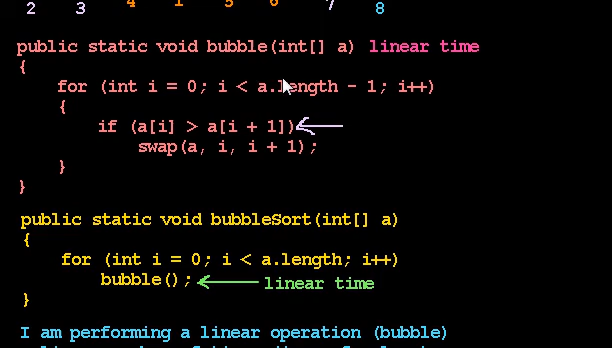 2 3 4 1 5 6 7 8
public static void bubble(int[] a) linear time
{
for (int i = 0; i < a.length - 1; i++)
{
if (a[i] > a[i + 1])
swap(a, i, i + 1);
}
}
public static void bubbleSort(int[] a)
{
for (int i = 0; i < a.length; i++)
bubble(); linear time
}
I am performing a linear operation (bubble)